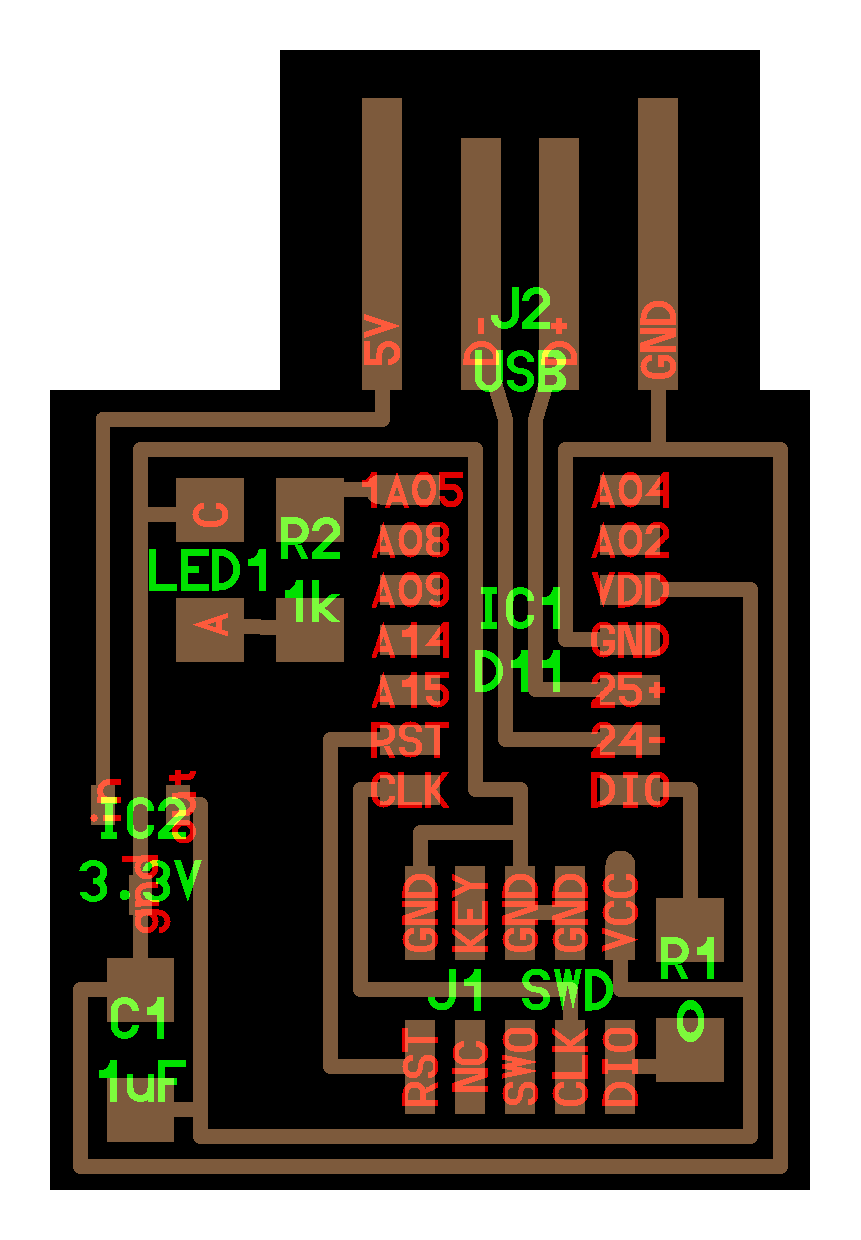 5V D- D+ GND
J2
USB
C
LED1
A
R2
1k
1A05
A08
A09
A14
A15
RST
CLK
IC1
D11
A04
A02
VDD
GND
25+
24-
DIO
in out
IC2
3.3V
gnd
C1
1uF
GND KEY GND GND VCC
J1 SWD
RST NC SWO CLK DIO
R1
0